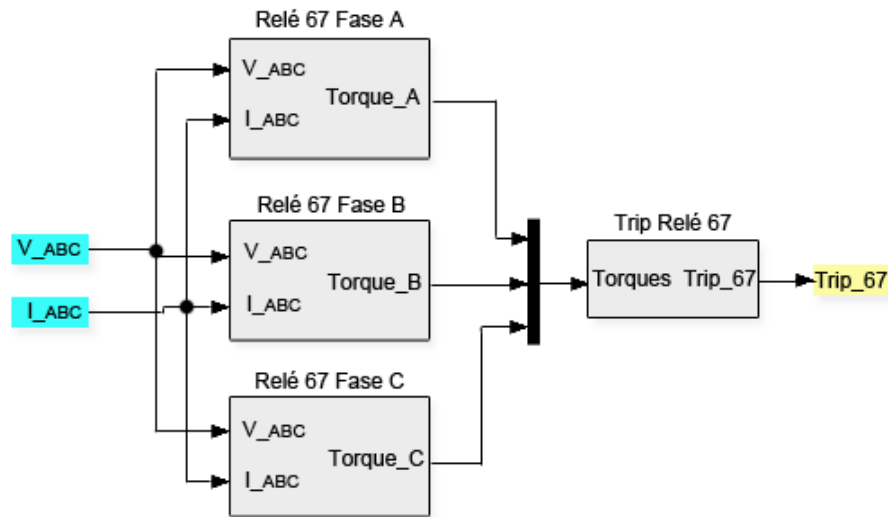 Relé 67 Fase A
V_ABC
Torque_A
I_ABC
Relé 67 Fase B
V_ABC
Torque_B
I_ABC
V_ABC
I_ABC
Trip Relé 67
Torques Trip_67
Trip_67
Relé 67 Fase C
V_ABC
Torque_C
I_ABC